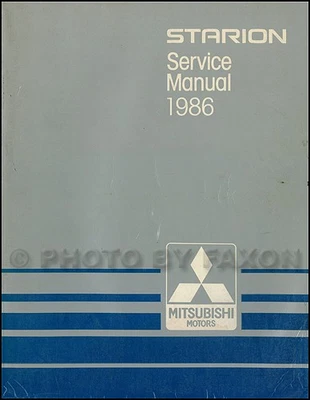 STARION
Service
Manual
1986
© PHOTO BY FAXON
MITSUBISHI
MOTORS